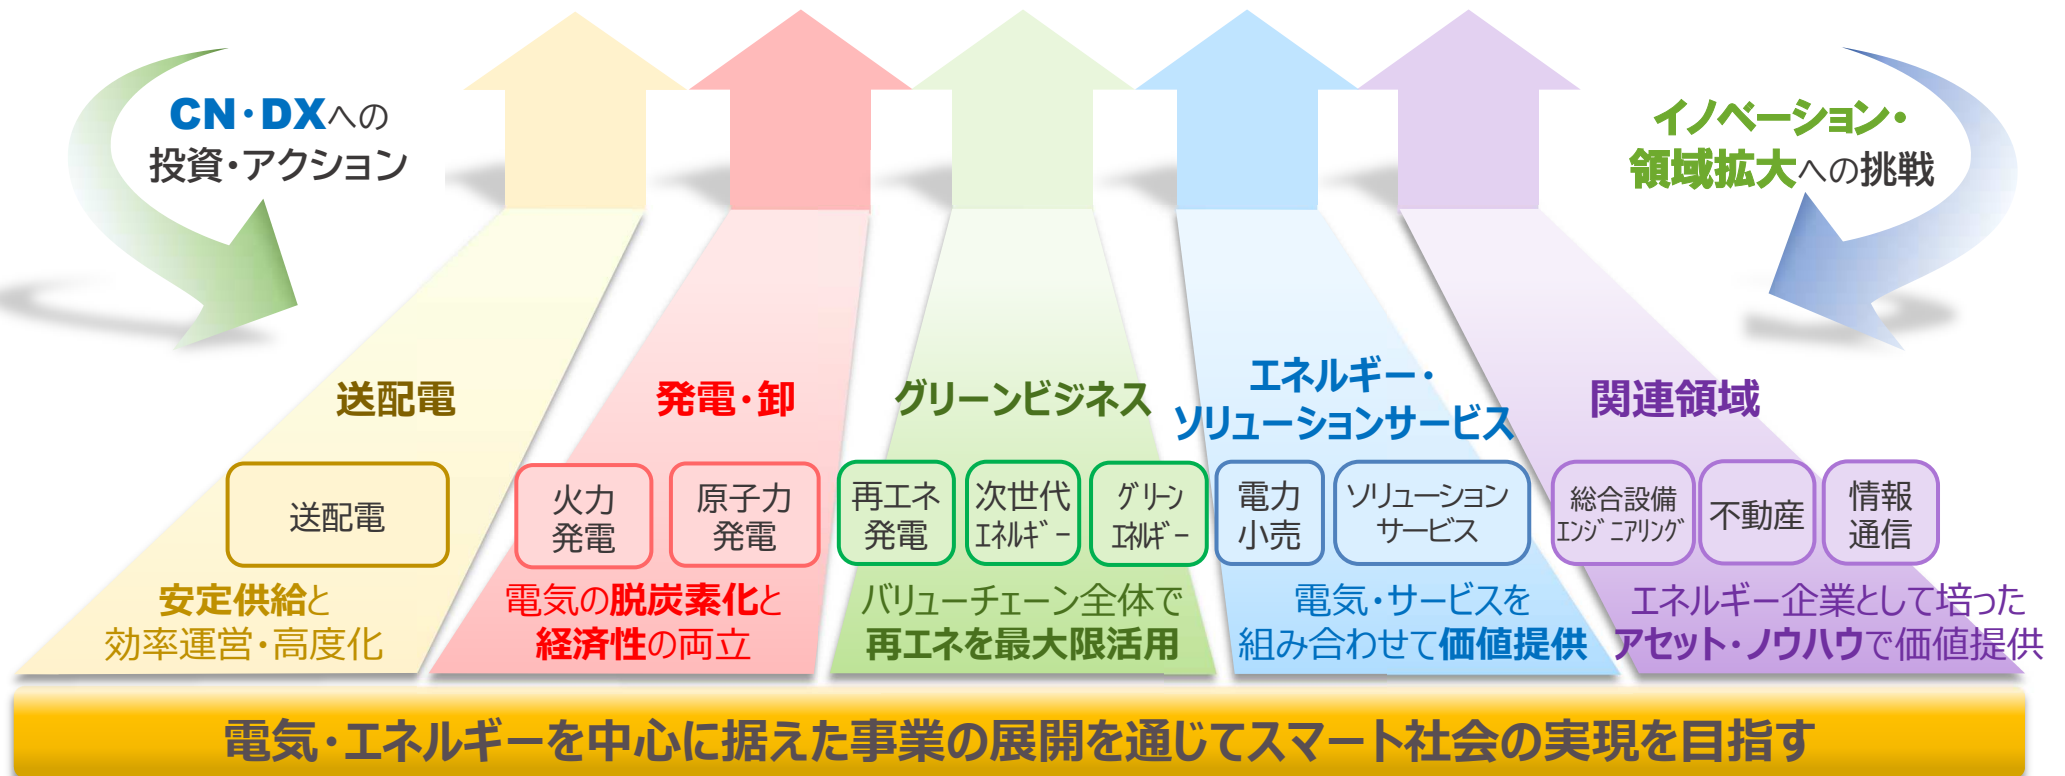 CN・DXへの
投資・アクション
イノベーション・
領域拡大への挑戦
送配電
送配電
安定供給と
効率運営・高度化
発電・卸
火力
発電
原子力
発電
電気の脱炭素化と
経済性の両立
グリーンビジネス
再エネ
発電
次世代
ｴﾈﾙｷﾞｰ
ｸﾞﾘｰﾝ
ｴﾈﾙｷﾞｰ
バリューチェーン全体で
再エネを最大限活用
エネルギー・
ソリューションサービス
電力
小売
ソリューション
サービス
電気・サービスを
組み合わせて価値提供
関連領域
総合設備
ｴﾝｼﾞﾆｱﾘﾝｸﾞ
不動産
情報
通信
エネルギー企業として培った
アセット・ノウハウで価値提供
電気・エネルギーを中心に据えた事業の展開を通じてスマート社会の実現を目指す